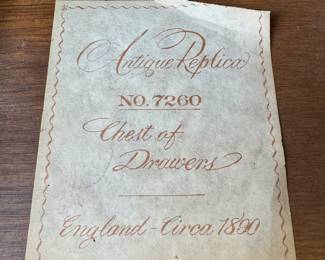 Antique Replica
NO. 7260
Chest of
Drawers
England - Circa 1890